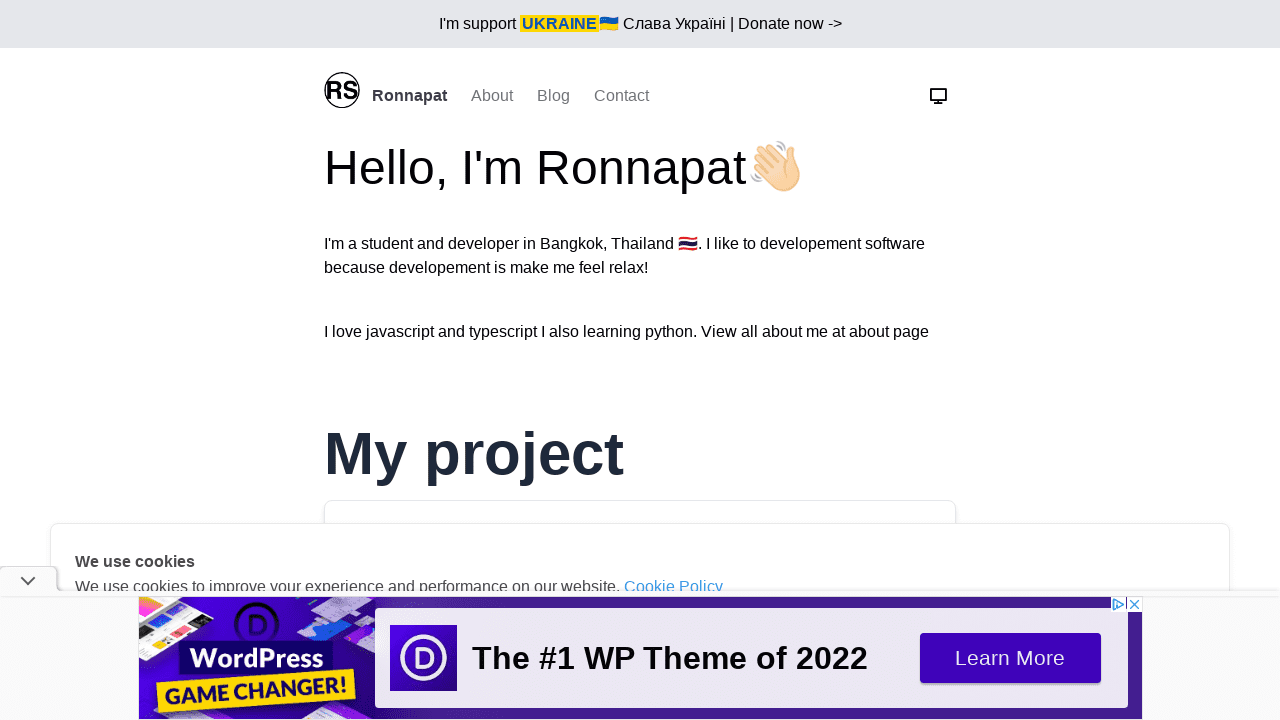 I'm support UKRAINE🇺🇦 Слава Україні | Donate now ->
RS Ronnapat About Blog Contact
Hello, I'm Ronnapat👋🏻
I'm a student and developer in Bangkok, Thailand 🇹🇭. I like to developement software
because developement is make me feel relax!
I love javascript and typescript I also learning python. View all about me at about page
My project
We use cookies
We use cookies to improve your experience and performance on our website. Cookie Policy
WordPress
GAME CHANGER!
D
The #1 WP Theme of 2022
Learn More